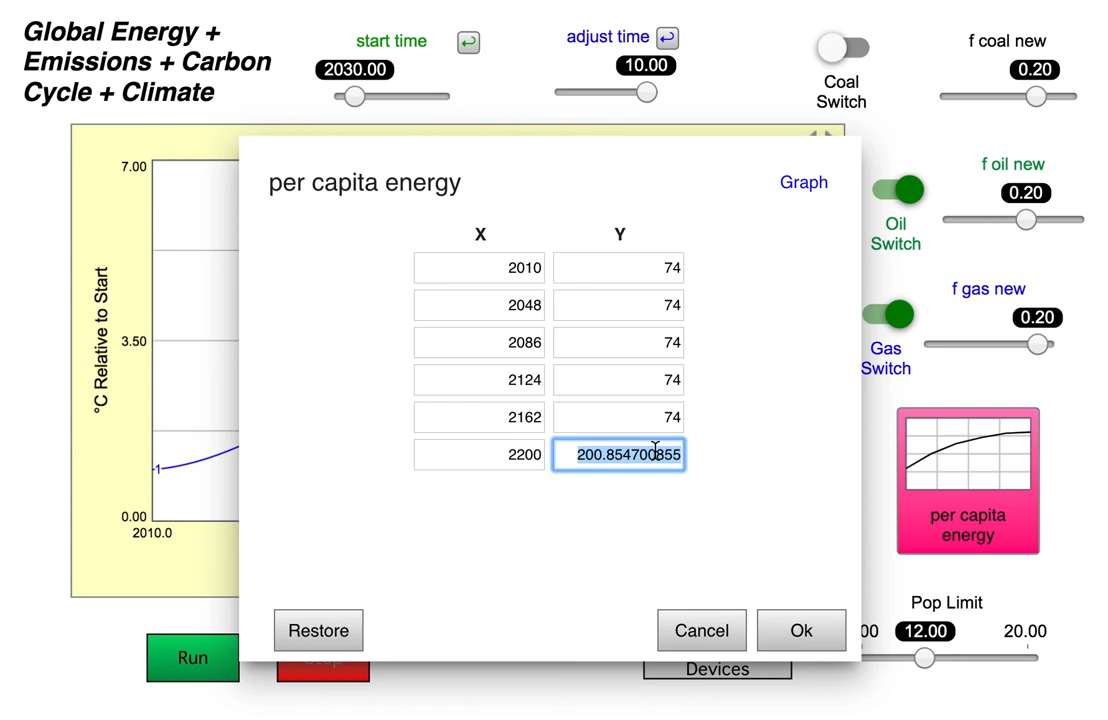 Global Energy +
Emissions + Carbon
Cycle + Climate
start time
2030.00
adjust time
10.00
Coal
Switch
f coal new
0.20
f oil new
0.20
Oil
Switch
f gas new
0.20
Gas
Switch
7.00
3.50
0.00
2010.0
°C Relative to Start
1
per capita energy
Graph
X Y
2010 74
2048 74
2086 74
2124 74
2162 74
2200 200.854700855
Restore
Cancel
Ok
per capita
energy
Pop Limit
00
12.00
20.00
Run
Stop
Devices